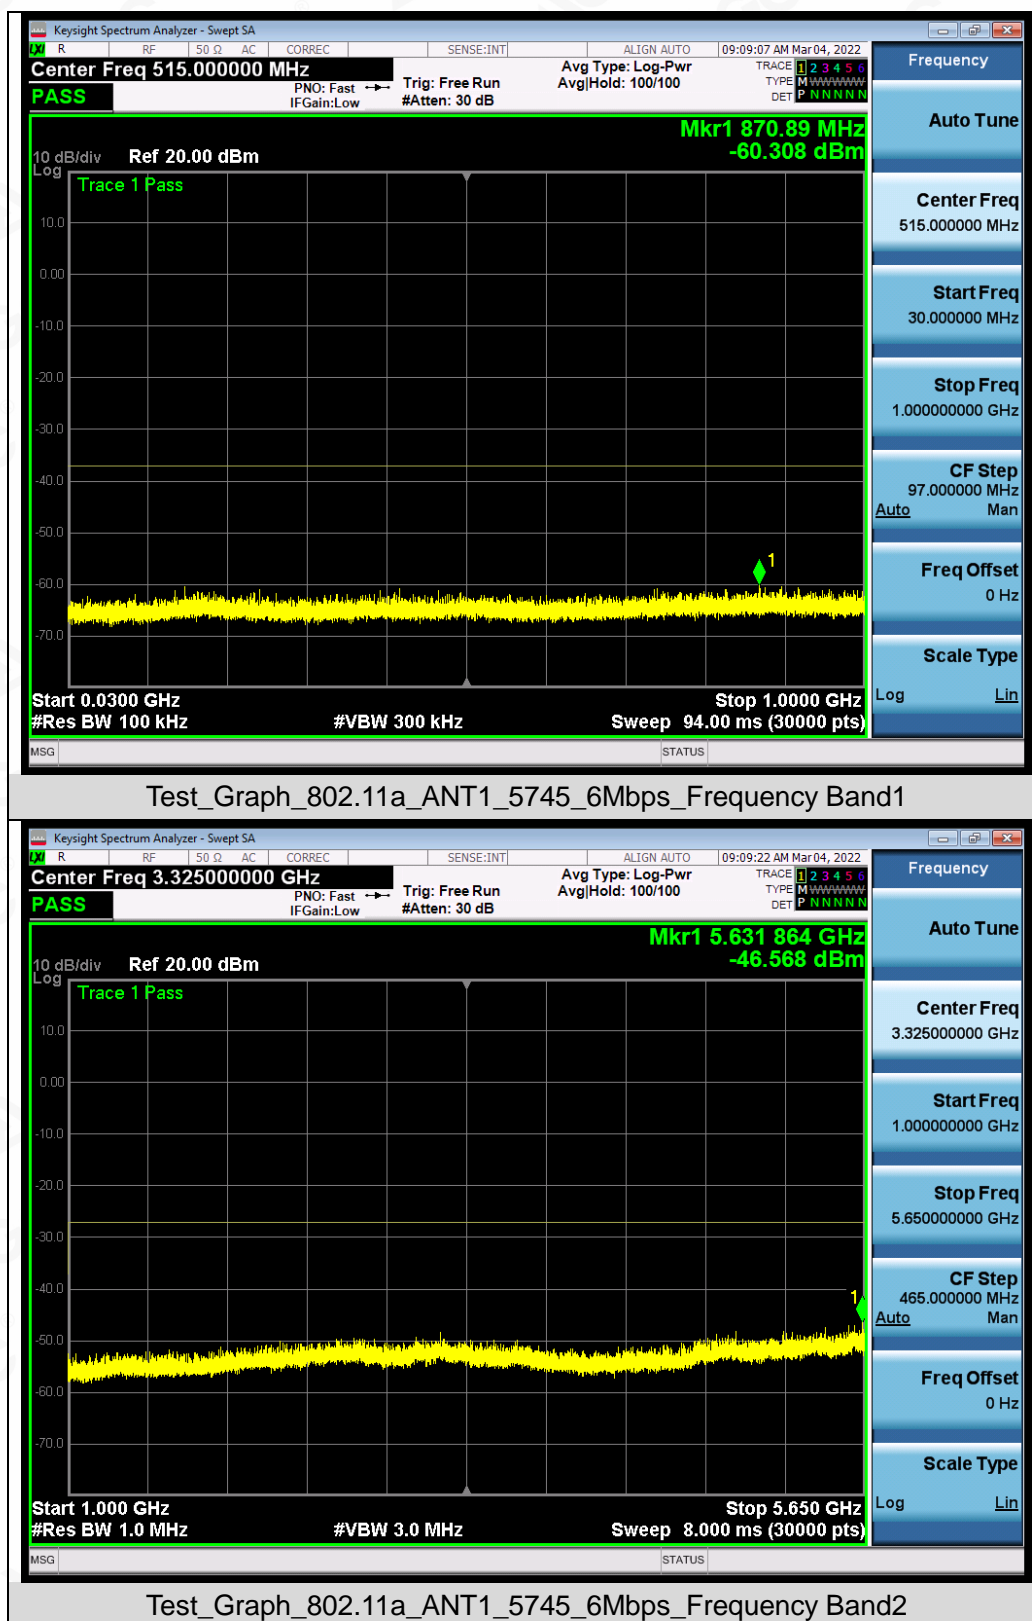 Keysight Spectrum Analyzer - Swept SA
LXI R RF 50 Ω AC CORREC SENSE:INT ALIGN AUTO 09:09:07 AM Mar 04, 2022
Center Freq 515.000000 MHz
PASS
PNO: Fast
IFGain:Low
Trig: Free Run
#Atten: 30 dB
Avg Type: Log-Pwr
Avg|Hold: 100/100
TRACE 1 2 3 4 5 6
TYPE M WWWWW
DET P N N N N N
Mkr1 870.89 MHz
-60.308 dBm
10 dB/div Ref 20.00 dBm
Log
Trace 1 Pass
10.0
0.00
-10.0
-20.0
-30.0
-40.0
-50.0
-60.0
-70.0
1
Start 0.0300 GHz Stop 1.0000 GHz
#Res BW 100 kHz #VBW 300 kHz Sweep 94.00 ms (30000 pts)
MSG STATUS
Frequency
Auto Tune
Center Freq
515.000000 MHz
Start Freq
30.000000 MHz
Stop Freq
1.000000000 GHz
CF Step
97.000000 MHz
Auto Man
Freq Offset
0 Hz
Scale Type
Log Lin
Test_Graph_802.11a_ANT1_5745_6Mbps_Frequency Band1
Keysight Spectrum Analyzer - Swept SA
LXI R RF 50 Ω AC CORREC SENSE:INT ALIGN AUTO 09:09:22 AM Mar 04, 2022
Center Freq 3.325000000 GHz
PASS
PNO: Fast
IFGain:Low
Trig: Free Run
#Atten: 30 dB
Avg Type: Log-Pwr
Avg|Hold: 100/100
TRACE 1 2 3 4 5 6
TYPE M WWWWW
DET P N N N N N
Mkr1 5.631 864 GHz
-46.568 dBm
10 dB/div Ref 20.00 dBm
Log
Trace 1 Pass
10.0
0.00
-10.0
-20.0
-30.0
-40.0
-50.0
-60.0
-70.0
1
Start 1.000 GHz Stop 5.650 GHz
#Res BW 1.0 MHz #VBW 3.0 MHz Sweep 8.000 ms (30000 pts)
MSG STATUS
Frequency
Auto Tune
Center Freq
3.325000000 GHz
Start Freq
1.000000000 GHz
Stop Freq
5.650000000 GHz
CF Step
465.000000 MHz
Auto Man
Freq Offset
0 Hz
Scale Type
Log Lin
Test_Graph_802.11a_ANT1_5745_6Mbps_Frequency Band2